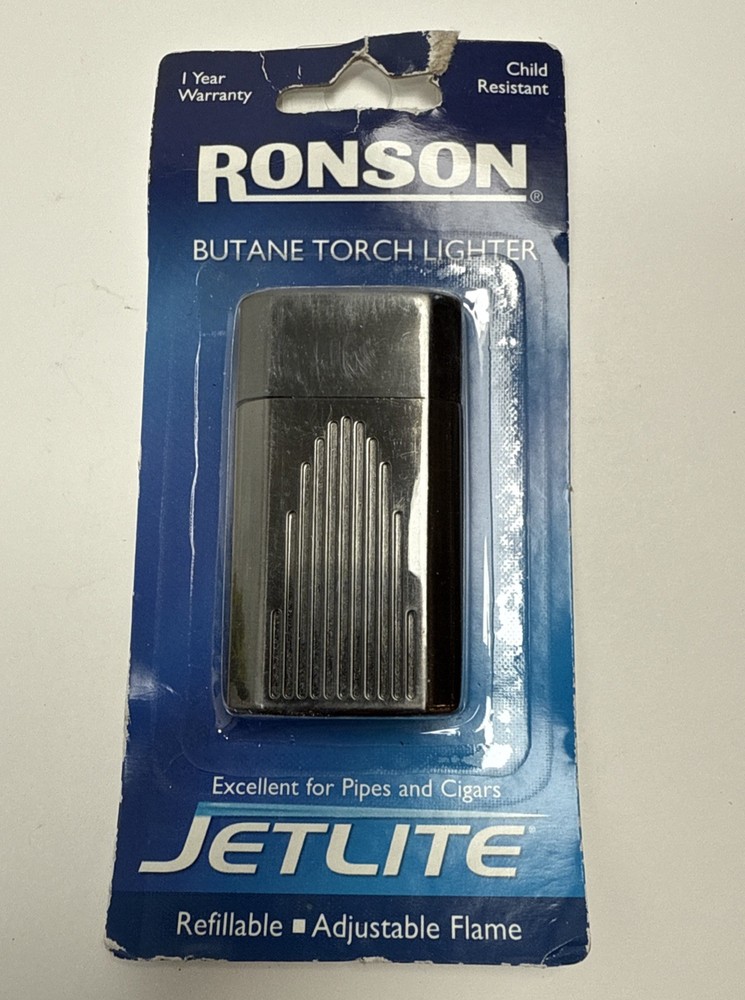 1 Year
Warranty
Child
Resistant
RONSON®
BUTANE TORCH LIGHTER
Excellent for Pipes and Cigars
JETLITE®
Refillable ■ Adjustable Flame